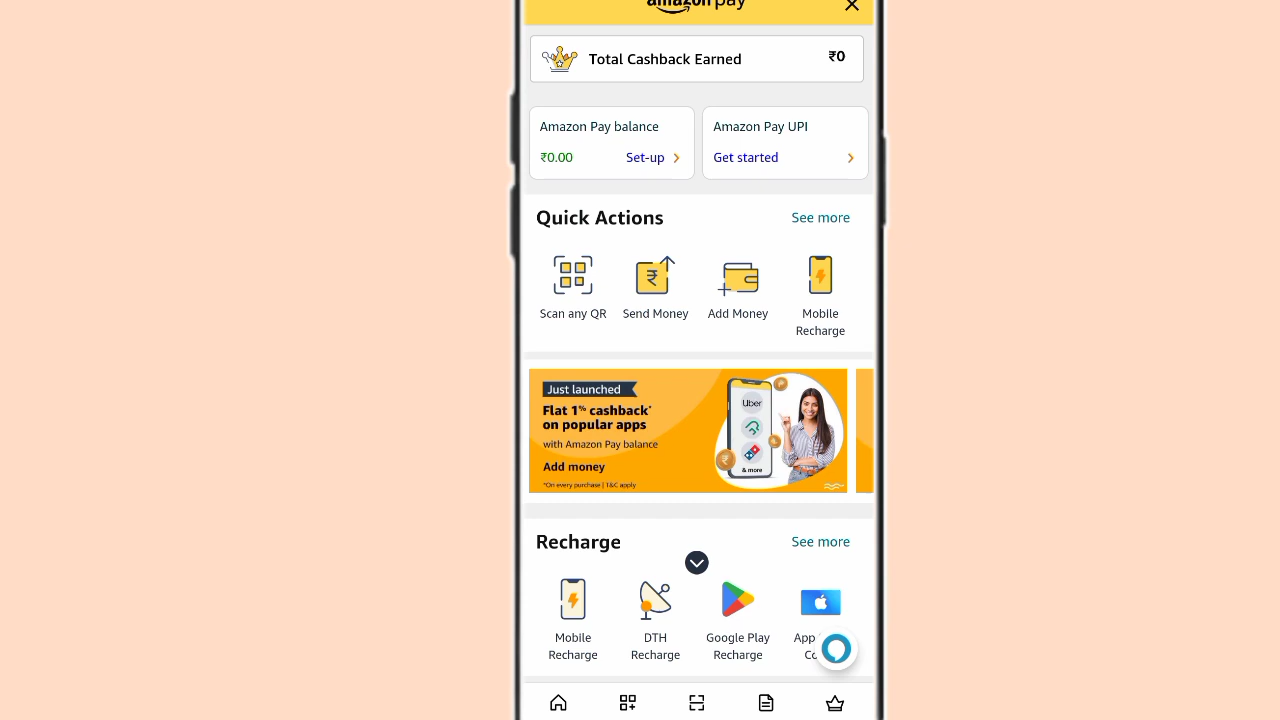 amazon pay
Total Cashback Earned ₹0
Amazon Pay balance
₹0.00 Set-up
Amazon Pay UPI
Get started
Quick Actions See more
Scan any QR
Send Money
Add Money
Mobile
Recharge
Just launched
Flat 1% cashback*
on popular apps
with Amazon Pay balance
Add money
*On every purchase | T&C apply
Uber
& more
Recharge See more
Mobile
Recharge
DTH
Recharge
Google Play
Recharge
App